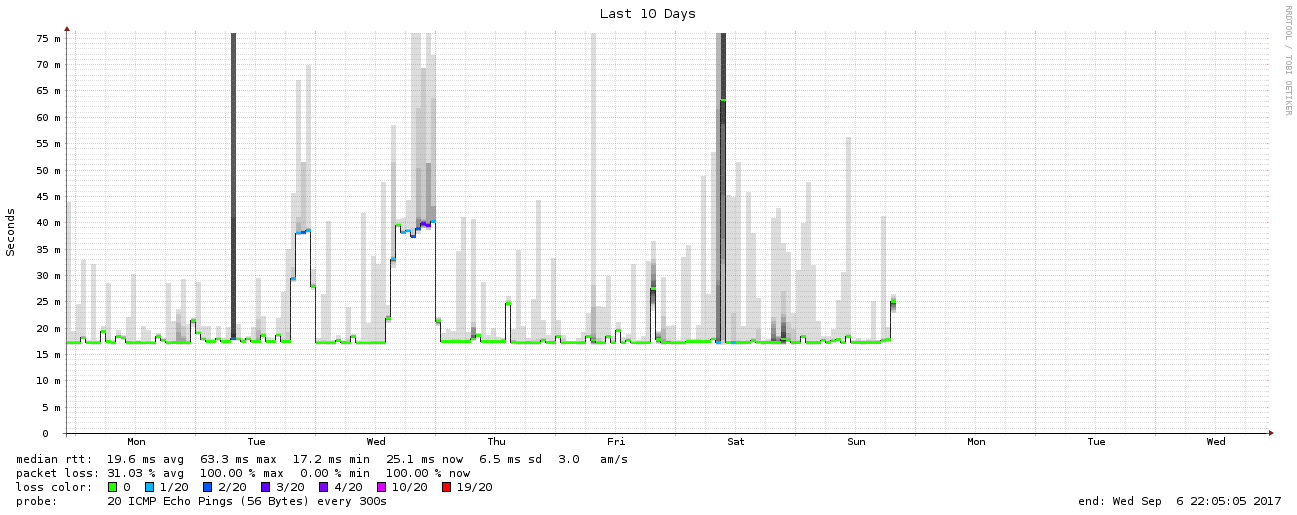 Last 10 Days
RRDTOOL / TOBI OETIKER
Seconds
75 m
70 m
65 m
60 m
55 m
50 m
45 m
40 m
35 m
30 m
25 m
20 m
15 m
10 m
5 m
0
Mon Tue Wed Thu Fri Sat Sun Mon Tue Wed
median rtt: 19.6 ms avg 63.3 ms max 17.2 ms min 25.1 ms now 6.5 ms sd 3.0 am/s
packet loss: 31.03 % avg 100.00 % max 0.00 % min 100.00 % now
loss color: 0 1/20 2/20 3/20 4/20 10/20 19/20
probe: 20 ICMP Echo Pings (56 Bytes) every 300s end: Wed Sep 6 22:05:05 2017